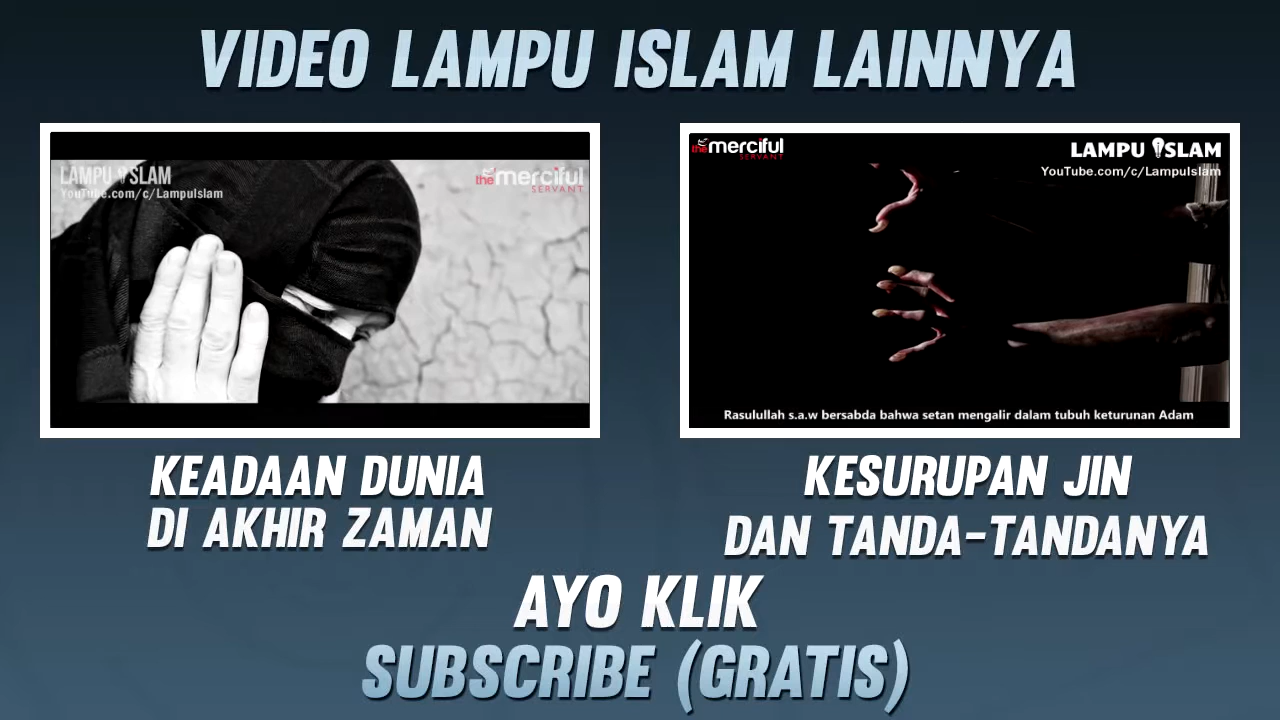 VIDEO LAMPU ISLAM LAINNYA
LAMPU ISLAM
YouTube.com/c/LampuIslam
the merciful
SERVANT
the merciful
SERVANT
LAMPU ISLAM
YouTube.com/c/LampuIslam
Rasulullah s.a.w bersabda bahwa setan mengalir dalam tubuh keturunan Adam
KEADAAN DUNIA
DI AKHIR ZAMAN
KESURUPAN JIN
DAN TANDA-TANDANYA
AYO KLIK
SUBSCRIBE (GRATIS)